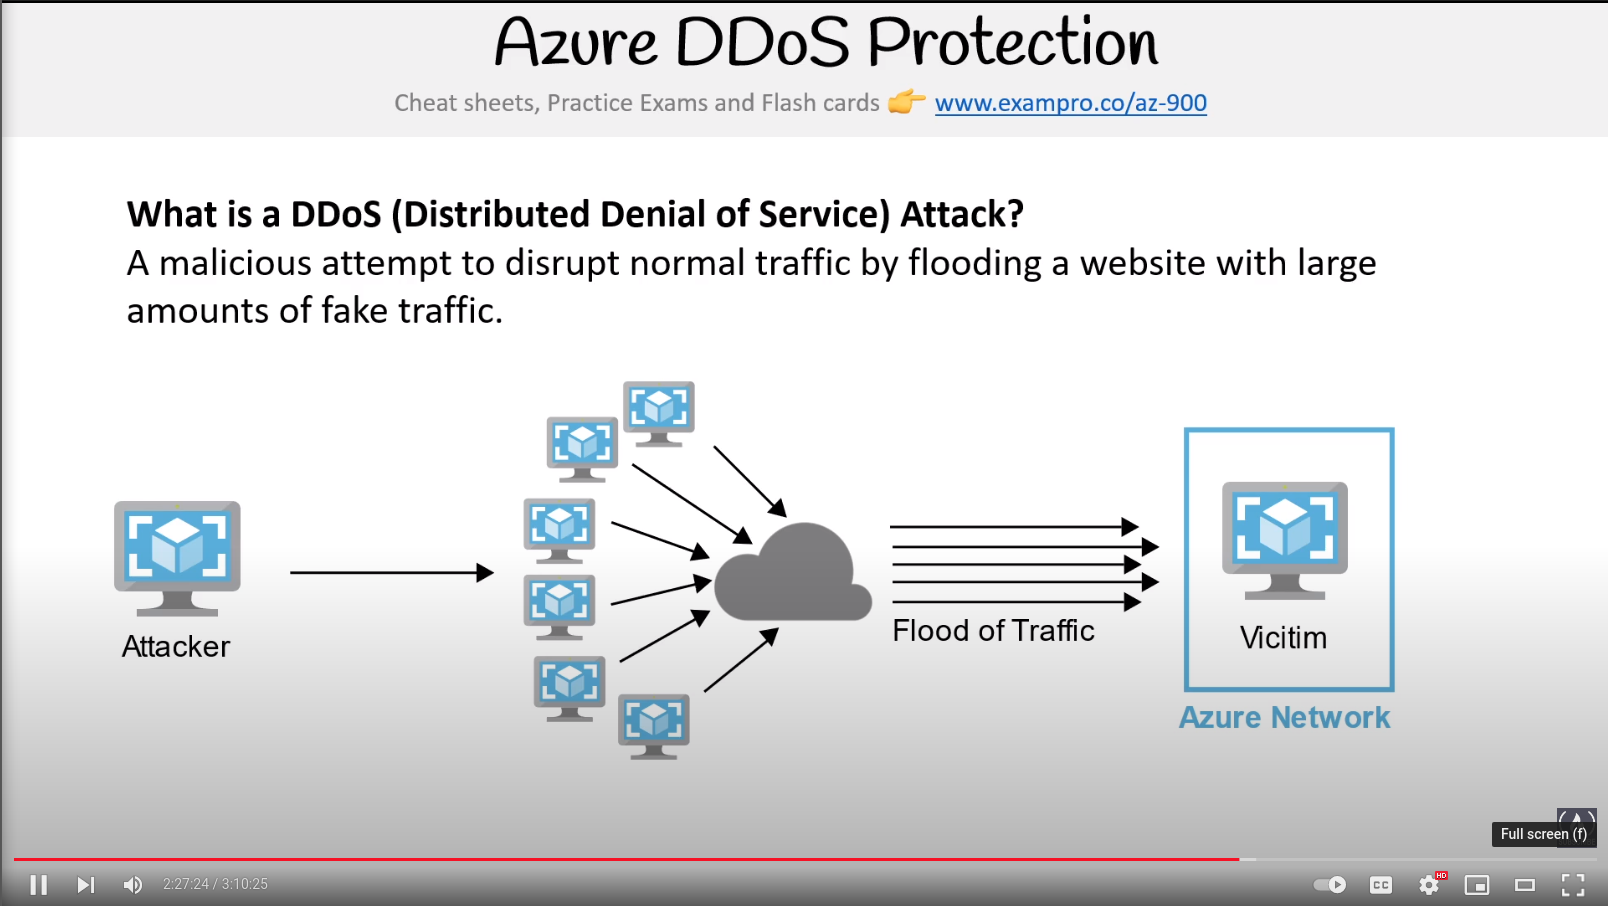 Azure DDoS Protection
Cheat sheets, Practice Exams and Flash cards 👉 www.exampro.co/az-900
What is a DDoS (Distributed Denial of Service) Attack?
A malicious attempt to disrupt normal traffic by flooding a website with large
amounts of fake traffic.
Attacker
Flood of Traffic
Vicitim
Azure Network
Full screen (f)
2:27:24 / 3:10:25
CC
HD